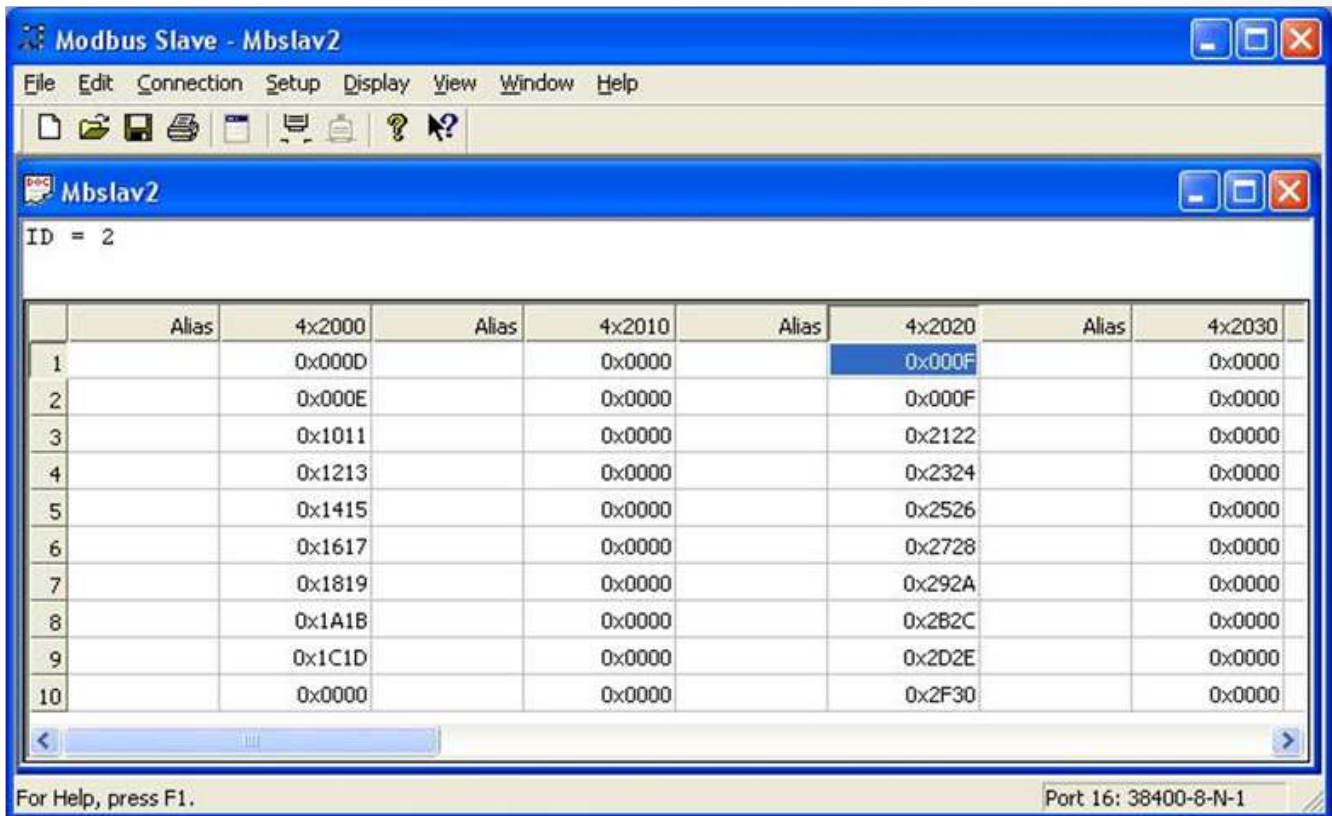 Modbus Slave - Mbslav2
File Edit Connection Setup Display View Window Help
Mbslav2
ID = 2
Alias 4x2000 Alias 4x2010 Alias 4x2020 Alias 4x2030
1 0x000D 0x0000 0x000F 0x0000
2 0x000E 0x0000 0x000F 0x0000
3 0x1011 0x0000 0x2122 0x0000
4 0x1213 0x0000 0x2324 0x0000
5 0x1415 0x0000 0x2526 0x0000
6 0x1617 0x0000 0x2728 0x0000
7 0x1819 0x0000 0x292A 0x0000
8 0x1A1B 0x0000 0x2B2C 0x0000
9 0x1C1D 0x0000 0x2D2E 0x0000
10 0x0000 0x0000 0x2F30 0x0000
For Help, press F1. Port 16: 38400-8-N-1